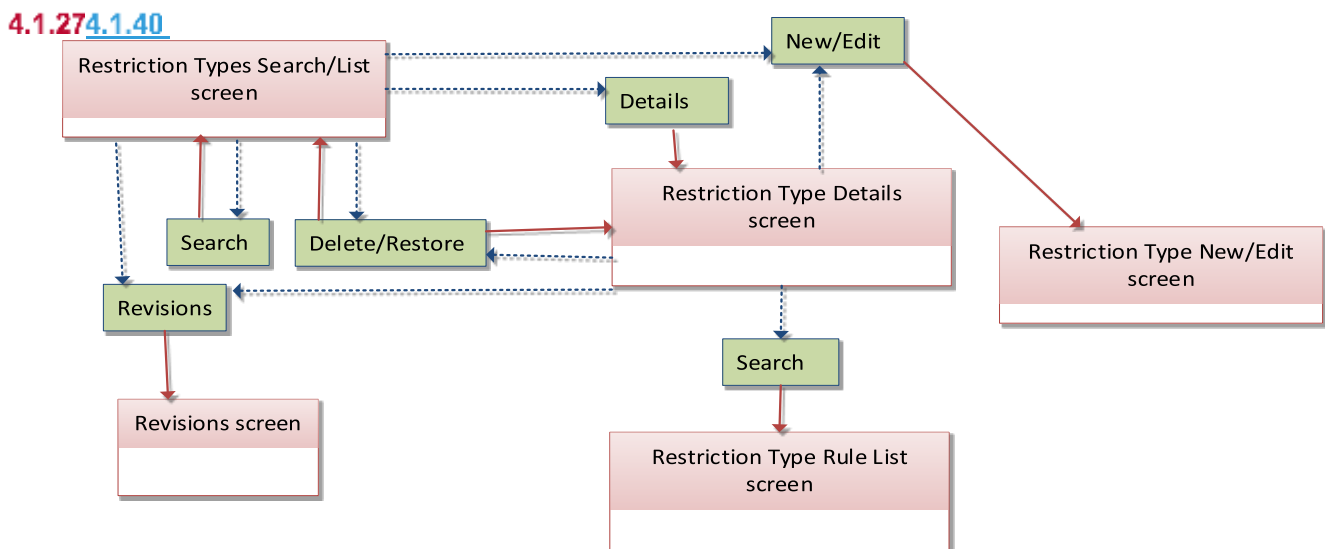 4.1.274.1.40
Restriction Types Search/List
screen
New/Edit
Details
Restriction Type Details
screen
Search
Delete/Restore
Restriction Type New/Edit
screen
Revisions
Search
Revisions screen
Restriction Type Rule List
screen